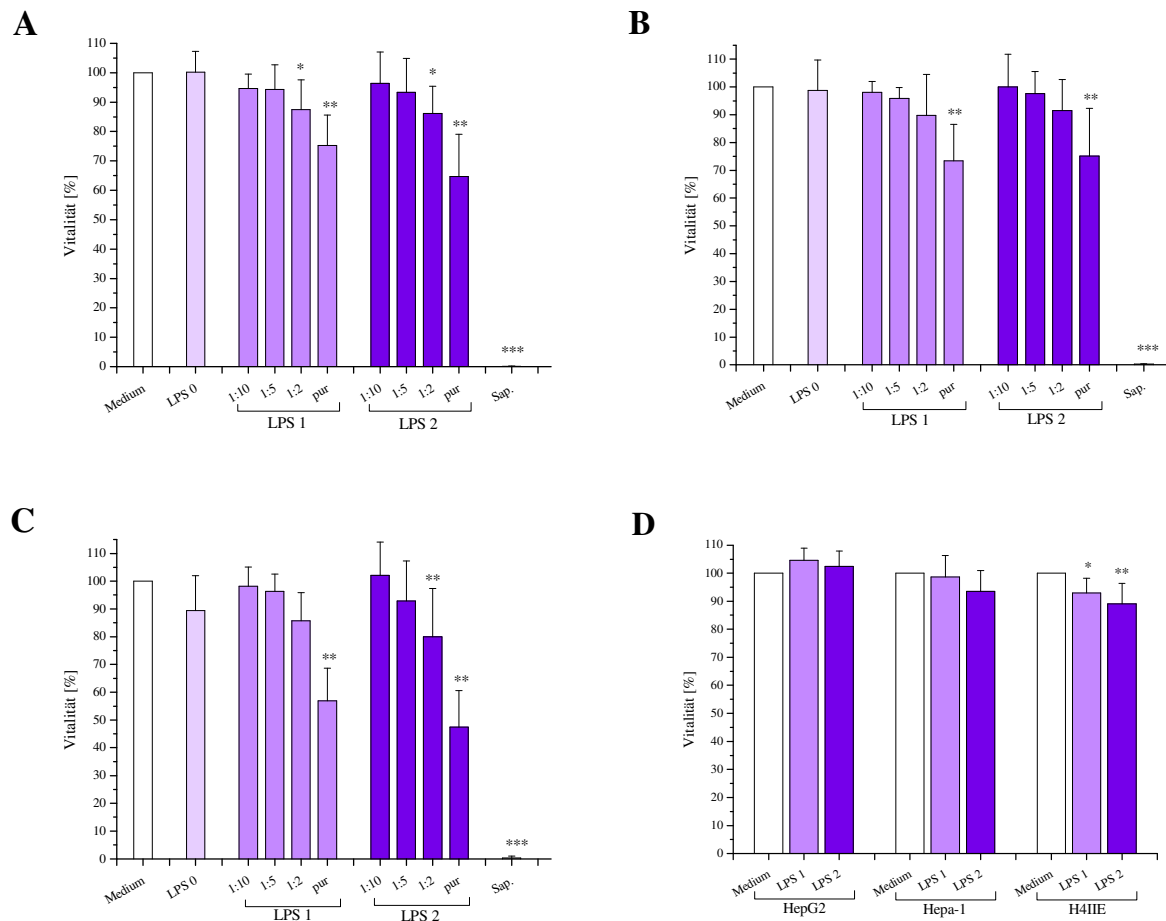 A
Vitalität [%]
110
100
90
80
70
60
50
40
30
20
10
0
*
**
*
**
***
Medium
LPS 0
1:10
1:5
1:2
pur
1:10
1:5
1:2
pur
Sap.
LPS 1
LPS 2
B
Vitalität [%]
110
100
90
80
70
60
50
40
30
20
10
0
**
**
***
Medium
LPS 0
1:10
1:5
1:2
pur
1:10
1:5
1:2
pur
Sap.
LPS 1
LPS 2
C
Vitalität [%]
110
100
90
80
70
60
50
40
30
20
10
0
**
**
**
***
Medium
LPS 0
1:10
1:5
1:2
pur
1:10
1:5
1:2
pur
Sap.
LPS 1
LPS 2
D
Vitalität [%]
110
100
90
80
70
60
50
40
30
20
10
0
*
**
Medium
LPS 1
LPS 2
Medium
LPS 1
LPS 2
Medium
LPS 1
LPS 2
HepG2
Hepa-1
H4IIE